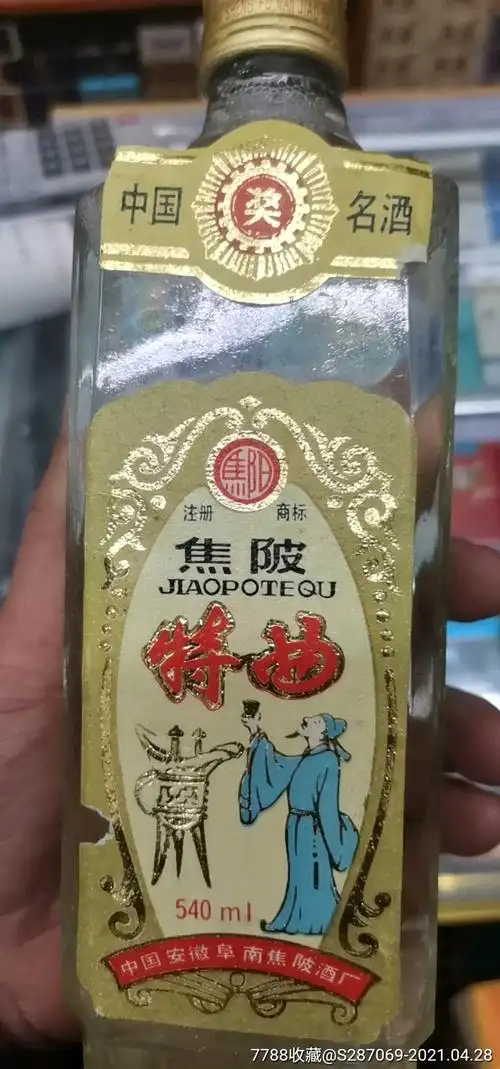 中国 奖 名酒
焦陂
注册 商标
焦陂
JIAOPOTEQU
特曲
540 ml
中国安徽阜南焦陂酒厂
7788收藏@S287069-2021.04.28